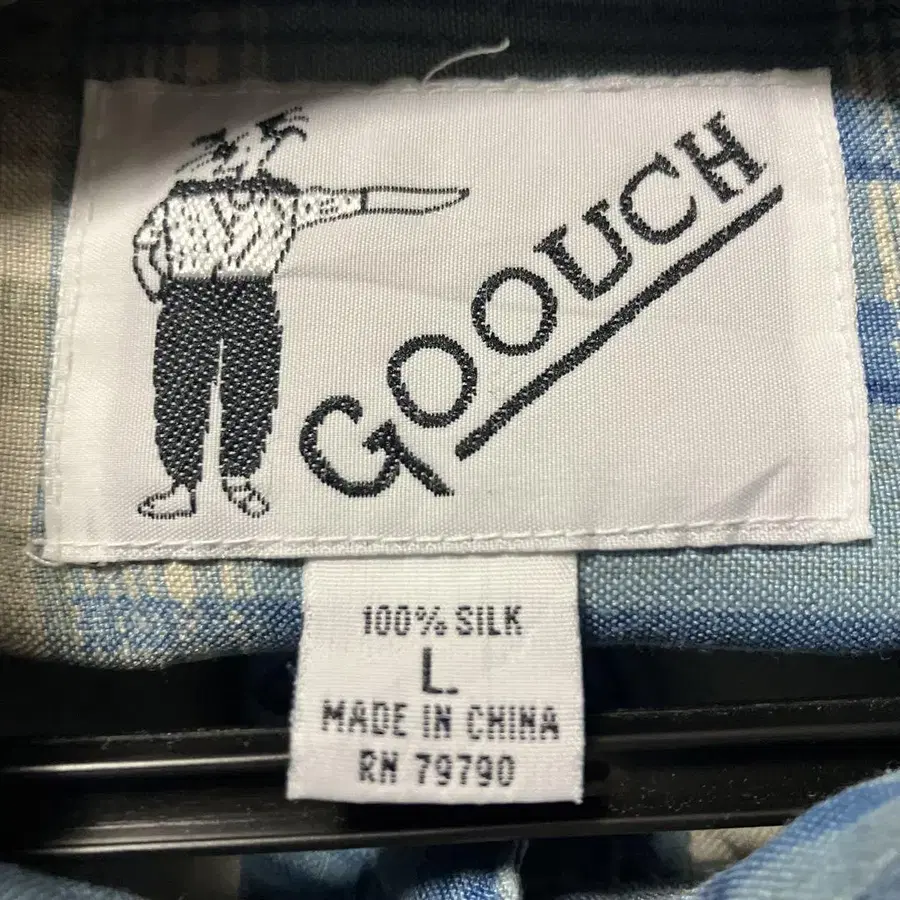 GOOUCH
100% SILK
L.
MADE IN CHINA
RN 79790